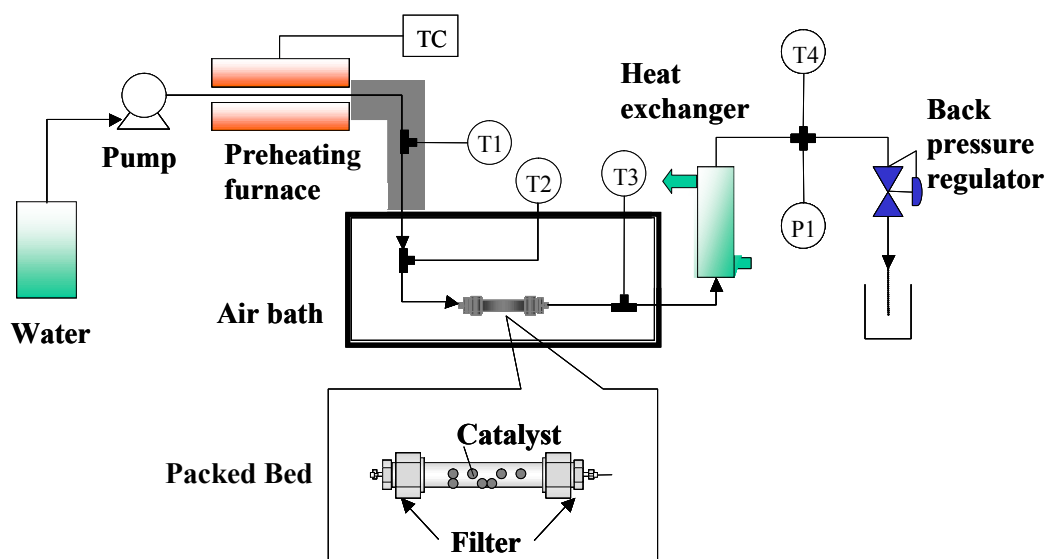 TC
T4
Heat
exchanger
Back
pressure
regulator
Pump
Preheating
furnace
T1
T2
T3
P1
Water
Air bath
Catalyst
Packed Bed
Filter